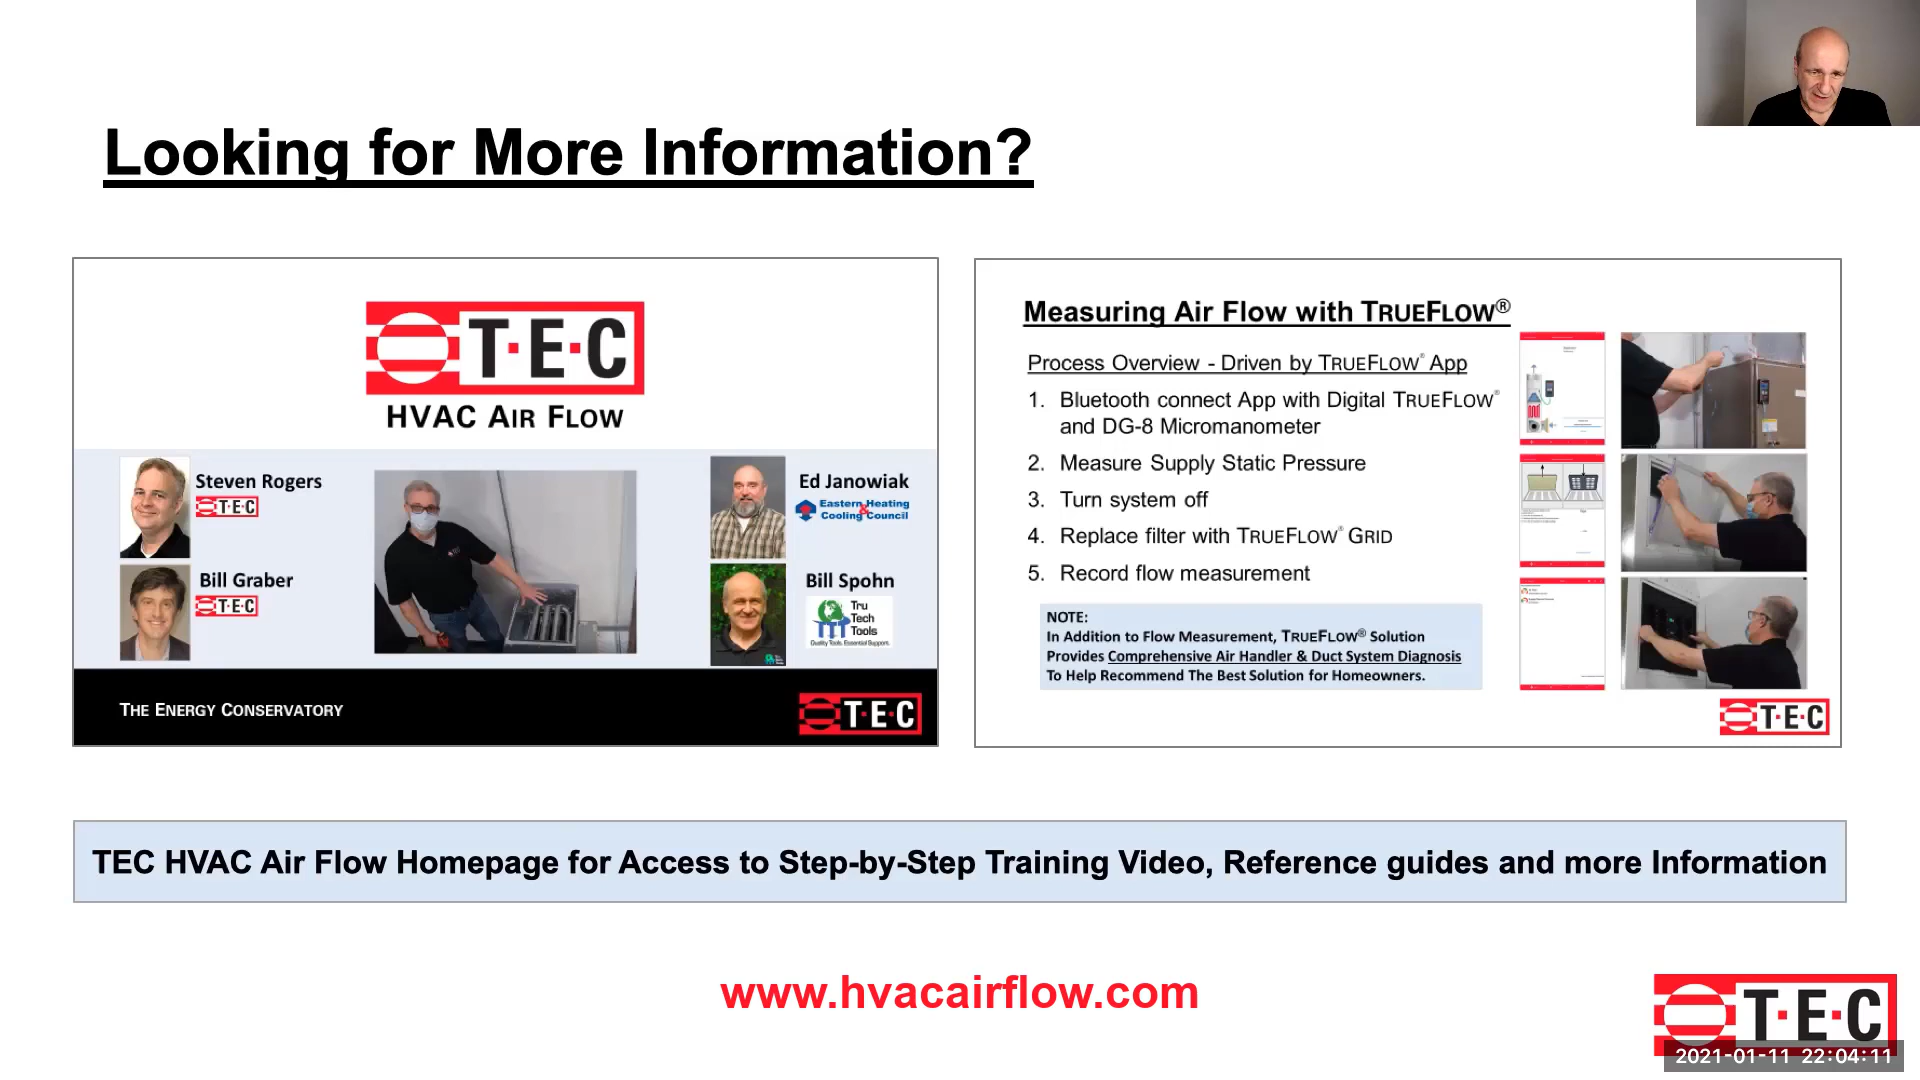 Looking for More Information?
T·E·C
HVAC AIR FLOW
Steven Rogers
T·E·C
Bill Graber
T·E·C
Ed Janowiak
Eastern Heating
&
Cooling Council
Bill Spohn
Tru
Tech
Tools
Quality Tools. Essential Support.
THE ENERGY CONSERVATORY
T·E·C
Measuring Air Flow with TRUEFLOW®
Process Overview - Driven by TRUEFLOW® App
1. Bluetooth connect App with Digital TRUEFLOW®
and DG-8 Micromanometer
2. Measure Supply Static Pressure
3. Turn system off
4. Replace filter with TRUEFLOW® GRID
5. Record flow measurement
NOTE:
In Addition to Flow Measurement, TRUEFLOW® Solution
Provides Comprehensive Air Handler & Duct System Diagnosis
To Help Recommend The Best Solution for Homeowners.
T·E·C
TEC HVAC Air Flow Homepage for Access to Step-by-Step Training Video, Reference guides and more Information
www.hvacairflow.com
T·E·C
2021-01-11 22:04:11